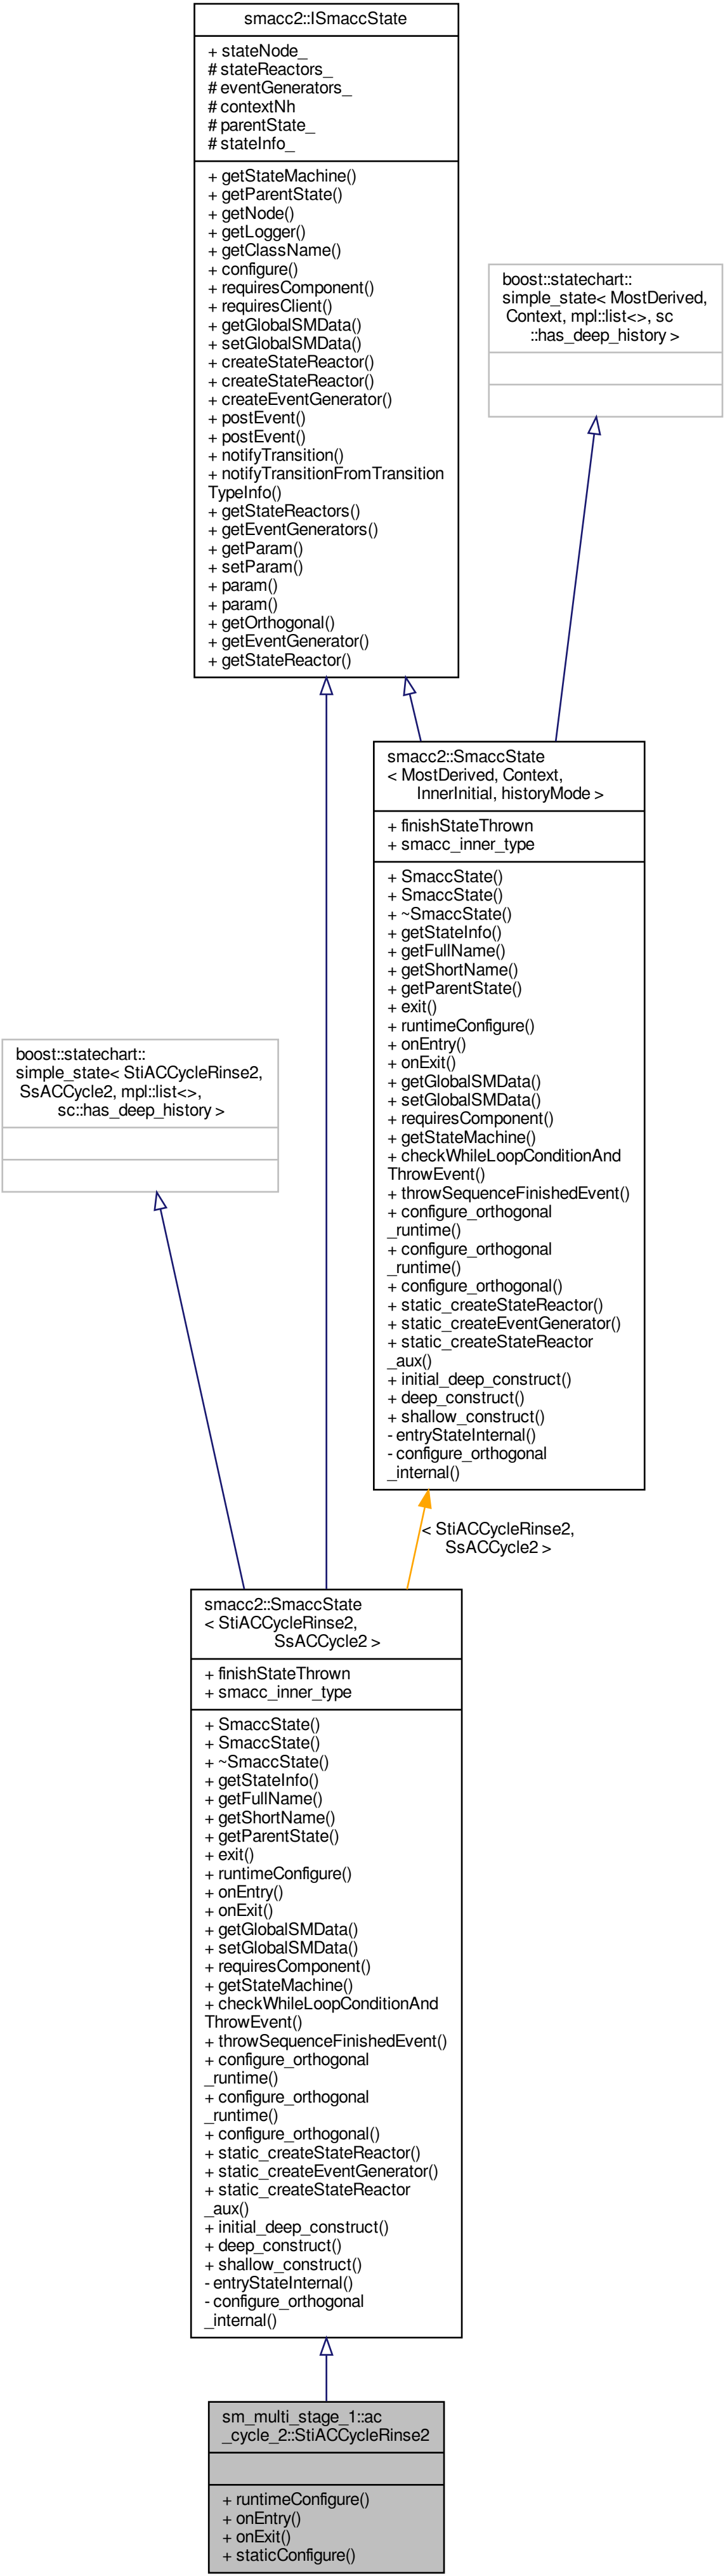 smacc2::ISmaccState
+ stateNode_
# stateReactors_
# eventGenerators_
# contextNh
# parentState_
# stateInfo_
+ getStateMachine()
+ getParentState()
+ getNode()
+ getLogger()
+ getClassName()
+ configure()
+ requiresComponent()
+ requiresClient()
+ getGlobalSMData()
+ setGlobalSMData()
+ createStateReactor()
+ createStateReactor()
+ createEventGenerator()
+ postEvent()
+ postEvent()
+ notifyTransition()
+ notifyTransitionFromTransition
TypeInfo()
+ getStateReactors()
+ getEventGenerators()
+ getParam()
+ setParam()
+ param()
+ param()
+ getOrthogonal()
+ getEventGenerator()
+ getStateReactor()
boost::statechart::
simple_state< MostDerived,
Context, mpl::list<>, sc
::has_deep_history >
smacc2::SmaccState
< MostDerived, Context,
InnerInitial, historyMode >
+ finishStateThrown
+ smacc_inner_type
+ SmaccState()
+ SmaccState()
+ ~SmaccState()
+ getStateInfo()
+ getFullName()
+ getShortName()
+ getParentState()
+ exit()
+ runtimeConfigure()
+ onEntry()
+ onExit()
+ getGlobalSMData()
+ setGlobalSMData()
+ requiresComponent()
+ getStateMachine()
+ checkWhileLoopConditionAnd
ThrowEvent()
+ throwSequenceFinishedEvent()
+ configure_orthogonal
_runtime()
+ configure_orthogonal
_runtime()
+ configure_orthogonal()
+ static_createStateReactor()
+ static_createEventGenerator()
+ static_createStateReactor
_aux()
+ initial_deep_construct()
+ deep_construct()
+ shallow_construct()
- entryStateInternal()
- configure_orthogonal
_internal()
boost::statechart::
simple_state< StiACCycleRinse2,
SsACCycle2, mpl::list<>,
sc::has_deep_history >
< StiACCycleRinse2,
SsACCycle2 >
smacc2::SmaccState
< StiACCycleRinse2,
SsACCycle2 >
+ finishStateThrown
+ smacc_inner_type
+ SmaccState()
+ SmaccState()
+ ~SmaccState()
+ getStateInfo()
+ getFullName()
+ getShortName()
+ getParentState()
+ exit()
+ runtimeConfigure()
+ onEntry()
+ onExit()
+ getGlobalSMData()
+ setGlobalSMData()
+ requiresComponent()
+ getStateMachine()
+ checkWhileLoopConditionAnd
ThrowEvent()
+ throwSequenceFinishedEvent()
+ configure_orthogonal
_runtime()
+ configure_orthogonal
_runtime()
+ configure_orthogonal()
+ static_createStateReactor()
+ static_createEventGenerator()
+ static_createStateReactor
_aux()
+ initial_deep_construct()
+ deep_construct()
+ shallow_construct()
- entryStateInternal()
- configure_orthogonal
_internal()
sm_multi_stage_1::ac
_cycle_2::StiACCycleRinse2
+ runtimeConfigure()
+ onEntry()
+ onExit()
+ staticConfigure()